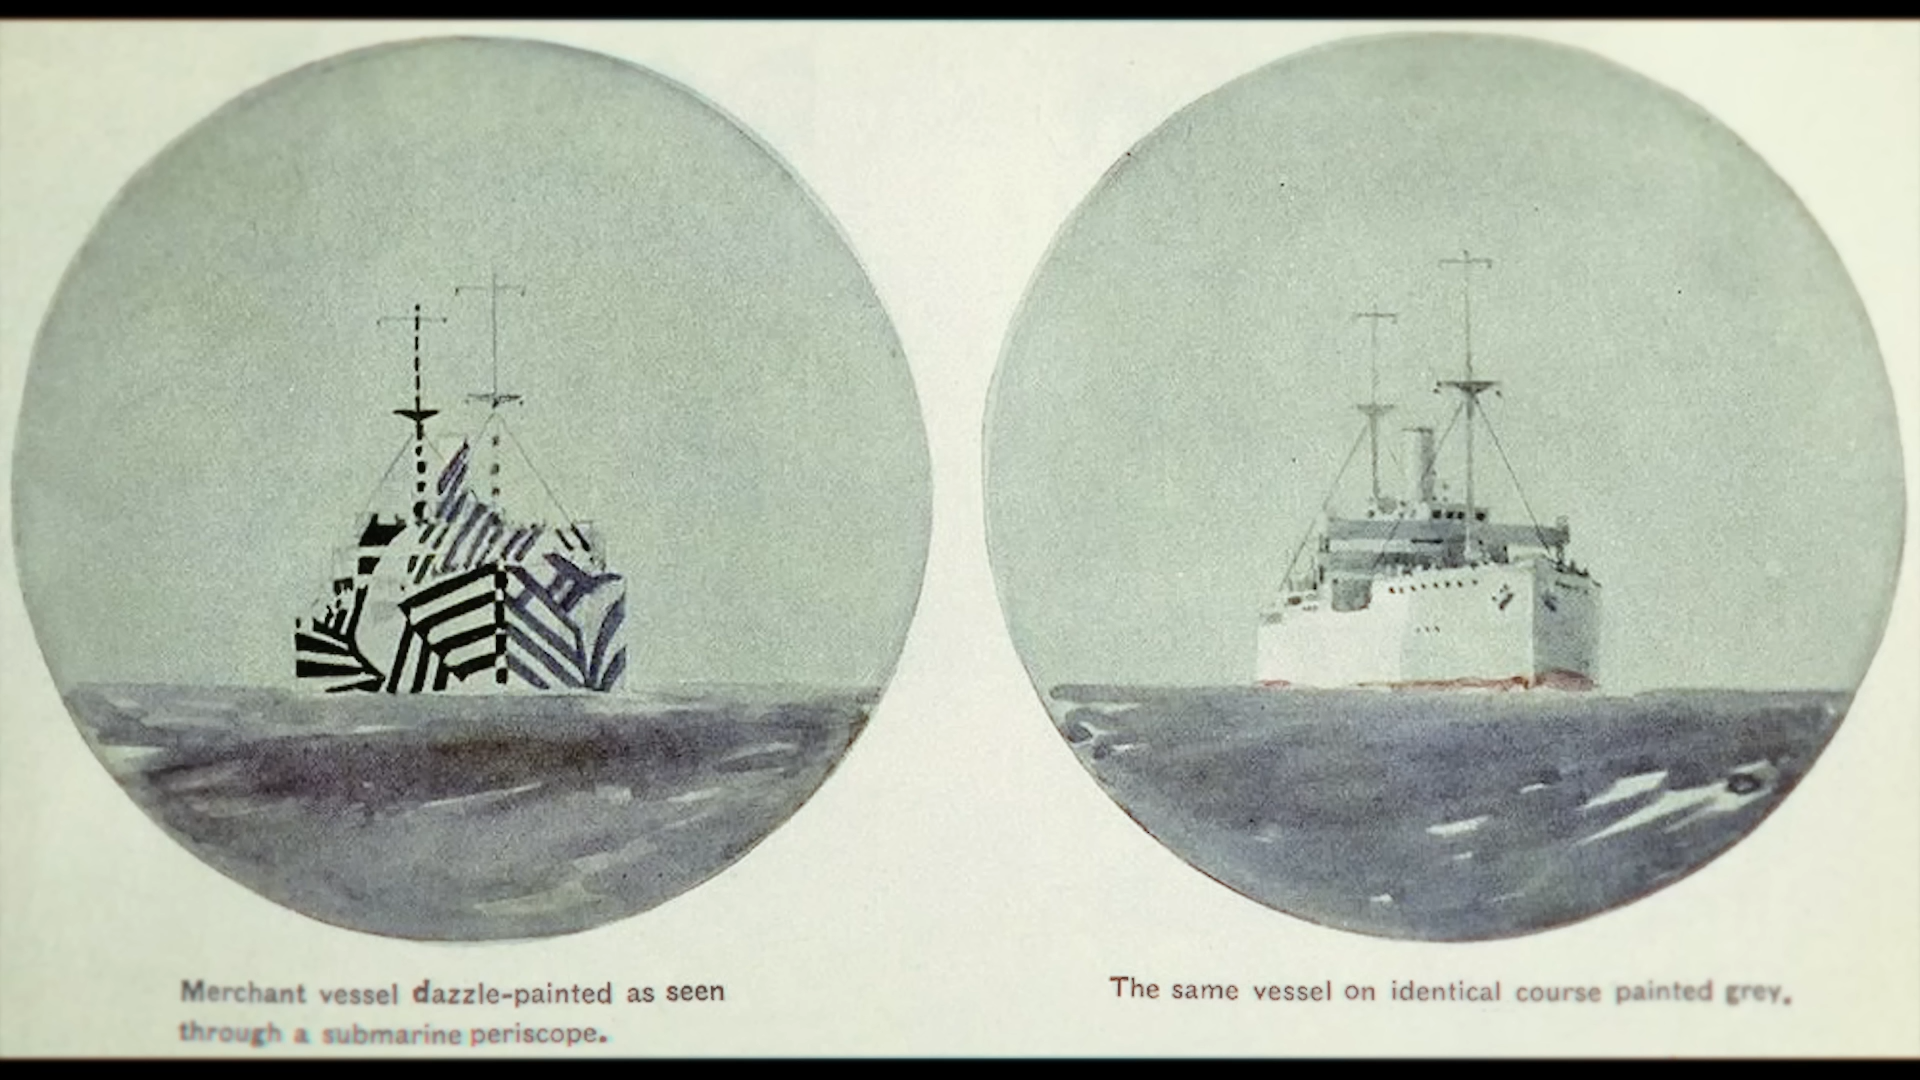 Merchant vessel dazzle-painted as seen
through a submarine periscope.
The same vessel on identical course painted grey.